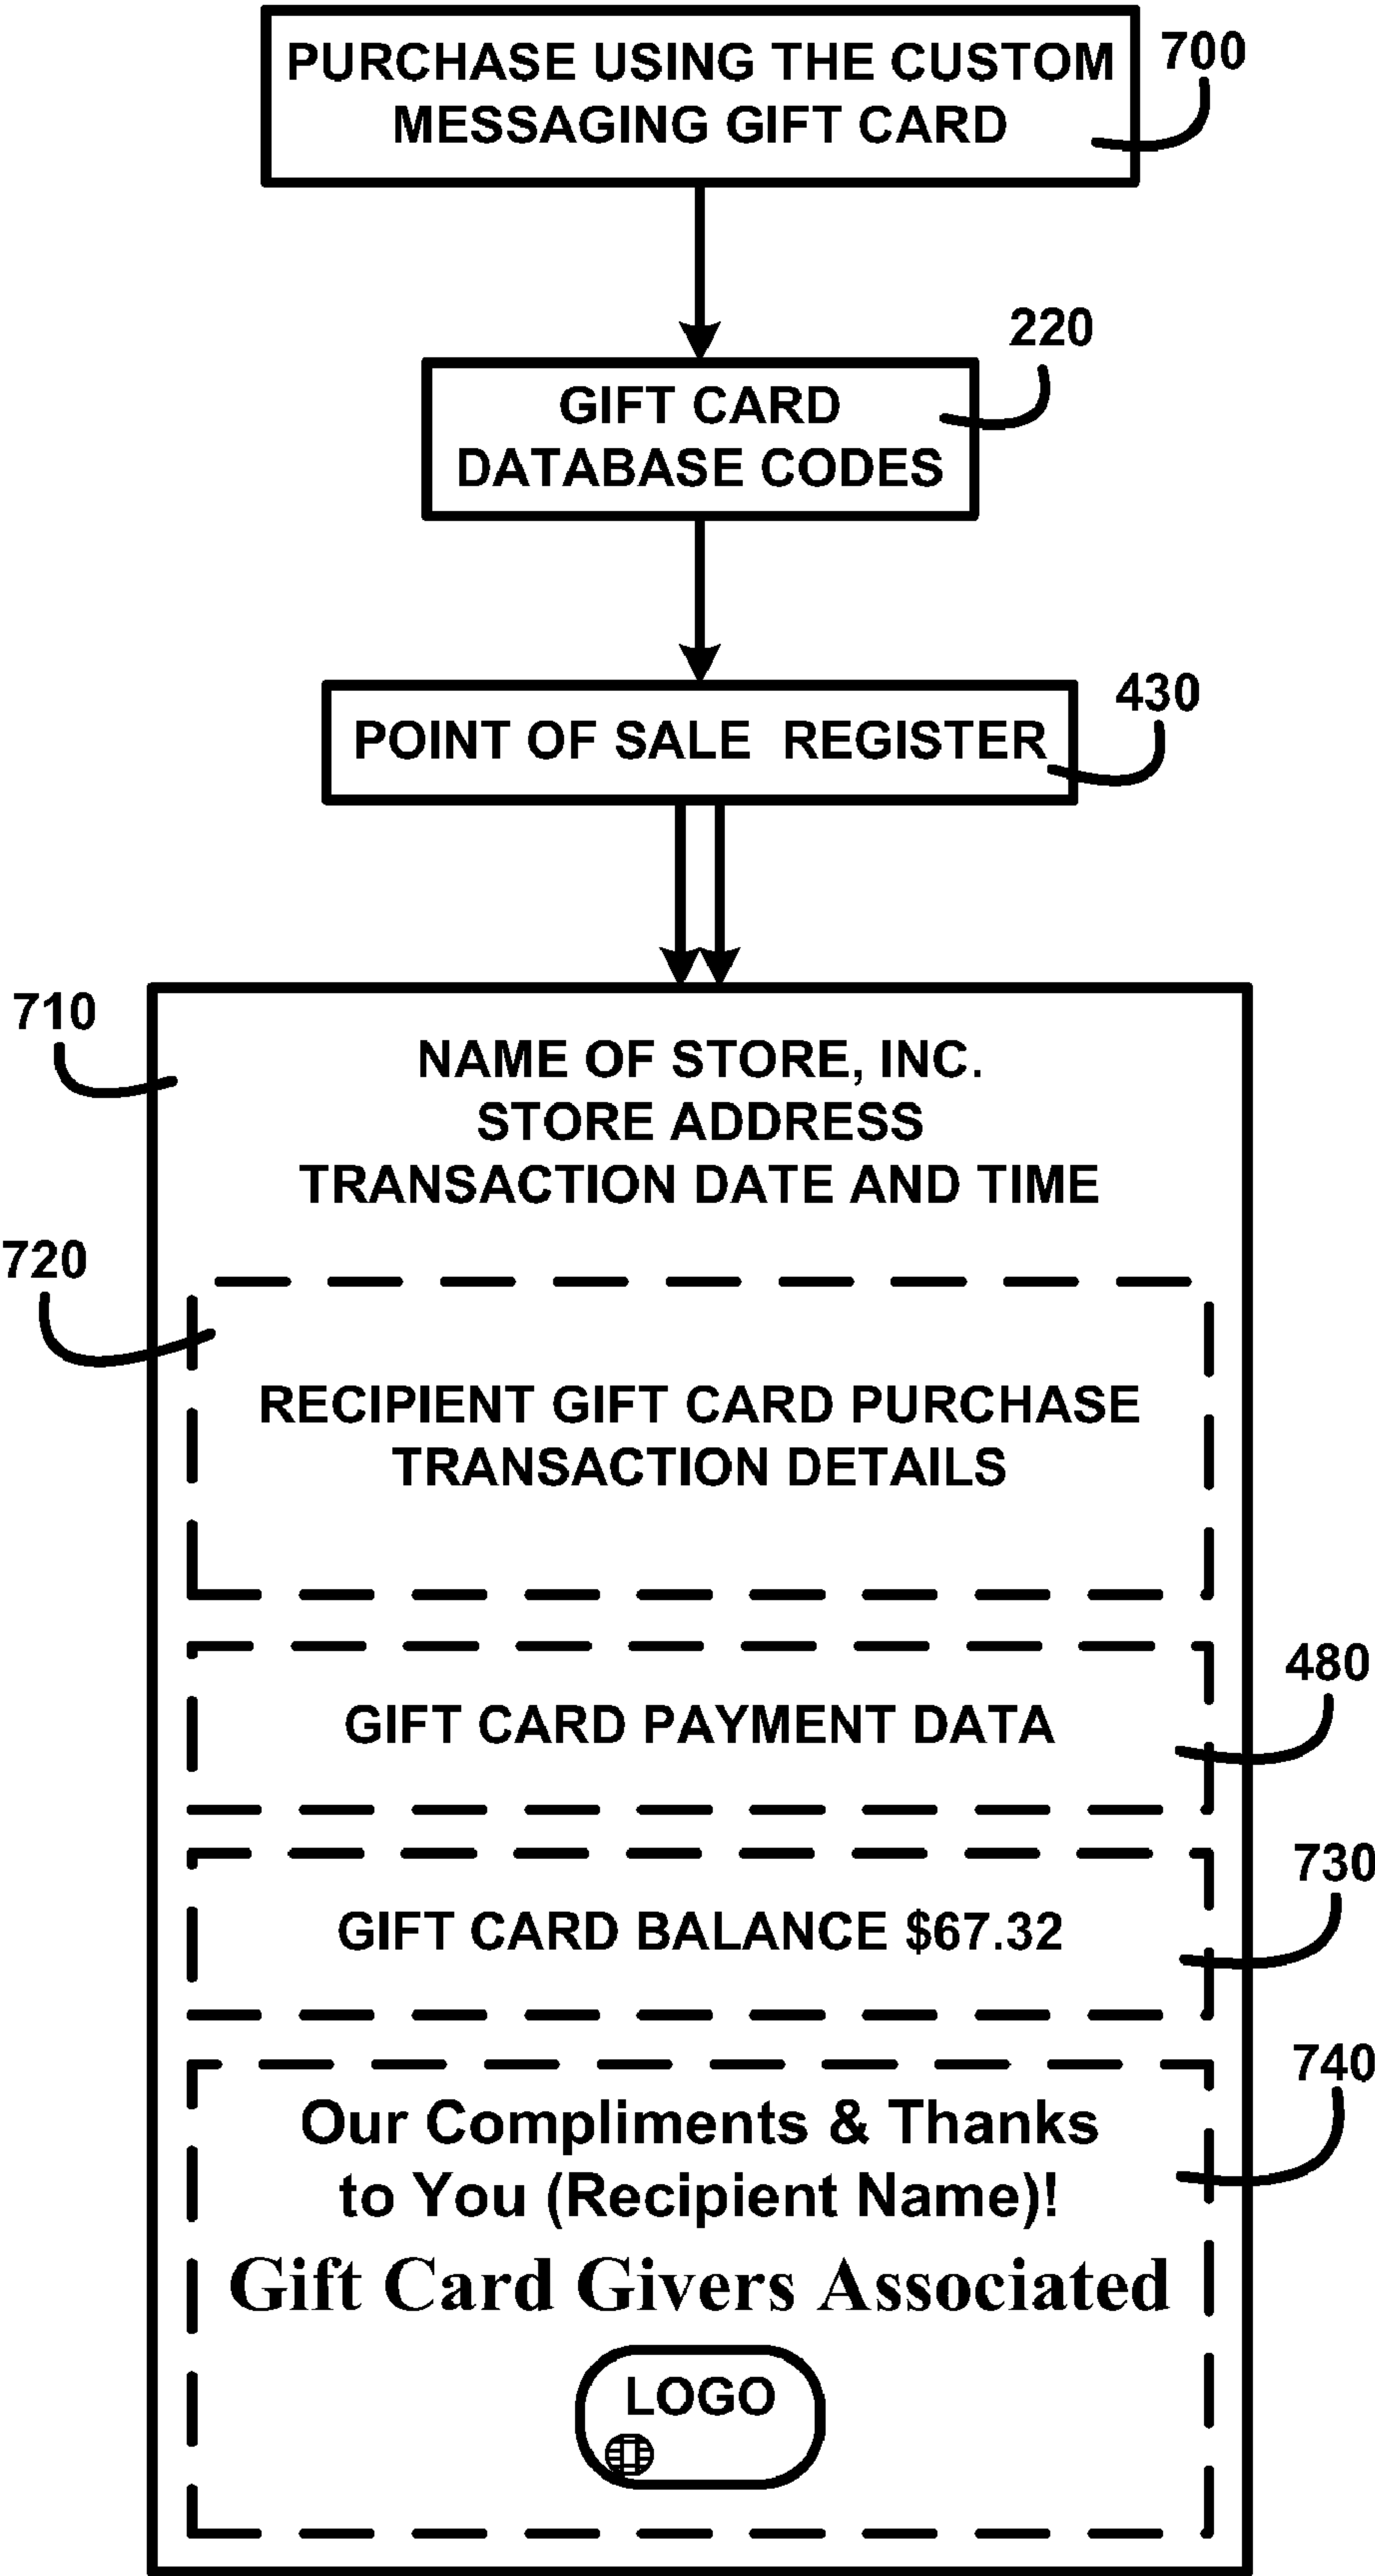 PURCHASE USING THE CUSTOM
MESSAGING GIFT CARD
700
220
GIFT CARD
DATABASE CODES
430
POINT OF SALE REGISTER
710
NAME OF STORE, INC.
STORE ADDRESS
TRANSACTION DATE AND TIME
720
RECIPIENT GIFT CARD PURCHASE
TRANSACTION DETAILS
480
GIFT CARD PAYMENT DATA
730
GIFT CARD BALANCE $67.32
740
Our Compliments & Thanks
to You (Recipient Name)!
Gift Card Givers Associated
LOGO